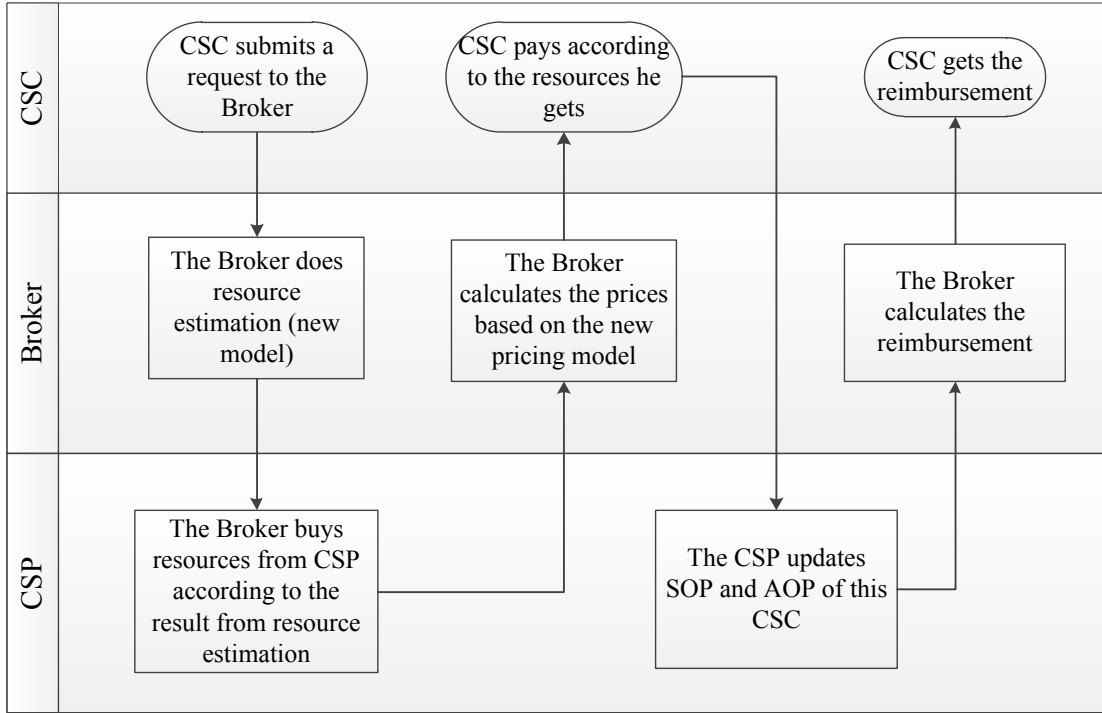 CSC
CSC submits a
request to the
Broker
CSC pays according
to the resources he
gets
CSC gets the
reimbursement
Broker
The Broker does
resource
estimation (new
model)
The Broker
calculates the prices
based on the new
pricing model
The Broker
calculates the
reimbursement
CSP
The Broker buys
resources from CSP
according to the
result from resource
estimation
The CSP updates
SOP and AOP of this
CSC